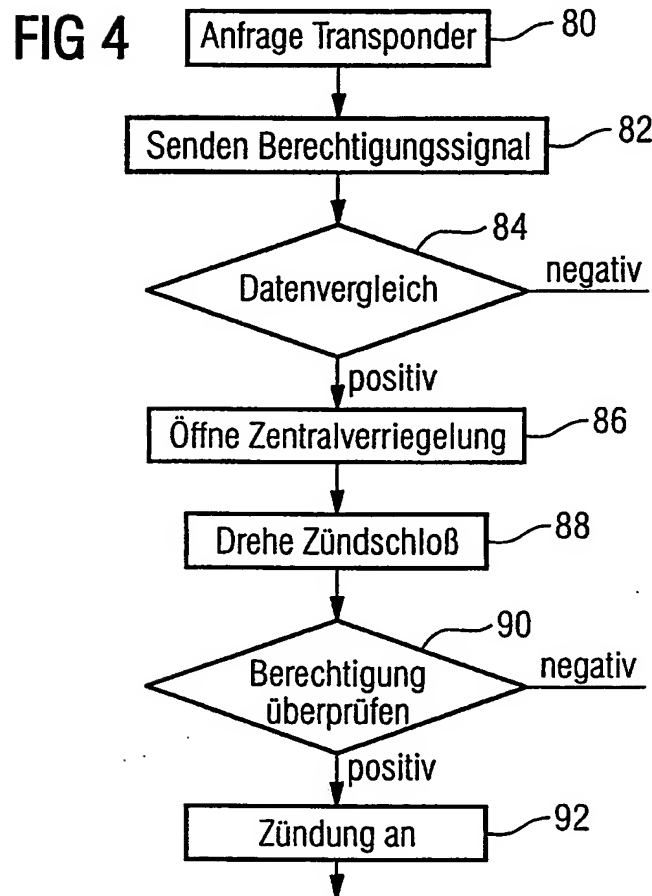 FIG 4
Anfrage Transponder
80
Senden Berechtigungssignal
82
84
Datenvergleich
negativ
positiv
Öffne Zentralverriegelung
86
Drehe Zündschloß
88
90
Berechtigung
überprüfen
negativ
positiv
Zündung an
92